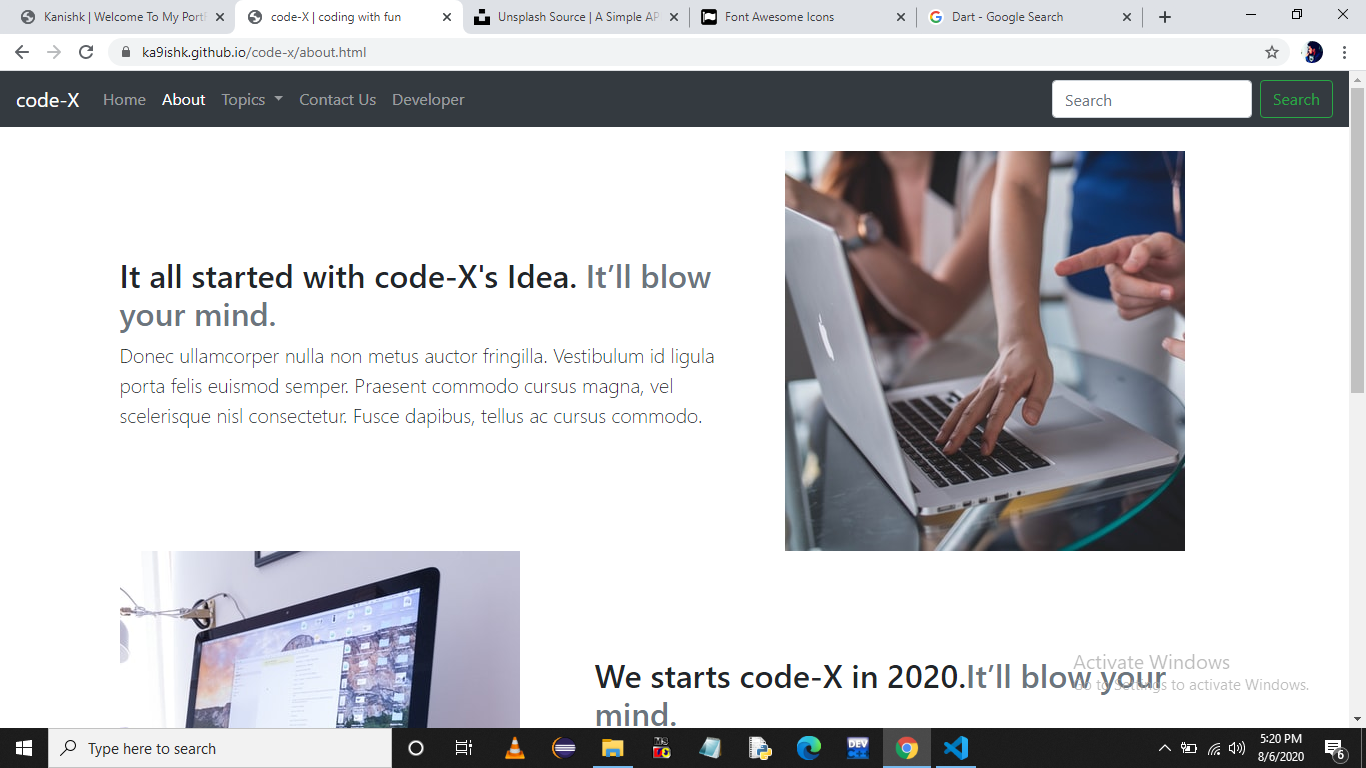 Kanishk | Welcome To My Portf
code-X | coding with fun
Unsplash Source | A Simple AP
Font Awesome Icons
Dart - Google Search
ka9ishk.github.io/code-x/about.html
code-X Home About Topics Contact Us Developer Search Search
It all started with code-X's Idea. It’ll blow
your mind.
Donec ullamcorper nulla non metus auctor fringilla. Vestibulum id ligula
porta felis euismod semper. Praesent commodo cursus magna, vel
scelerisque nisl consectetur. Fusce dapibus, tellus ac cursus commodo.
We starts code-X in 2020.It’ll blow your
mind.
Activate Windows
Go to Settings to activate Windows.
Type here to search
DEV
5:20 PM
8/6/2020
6